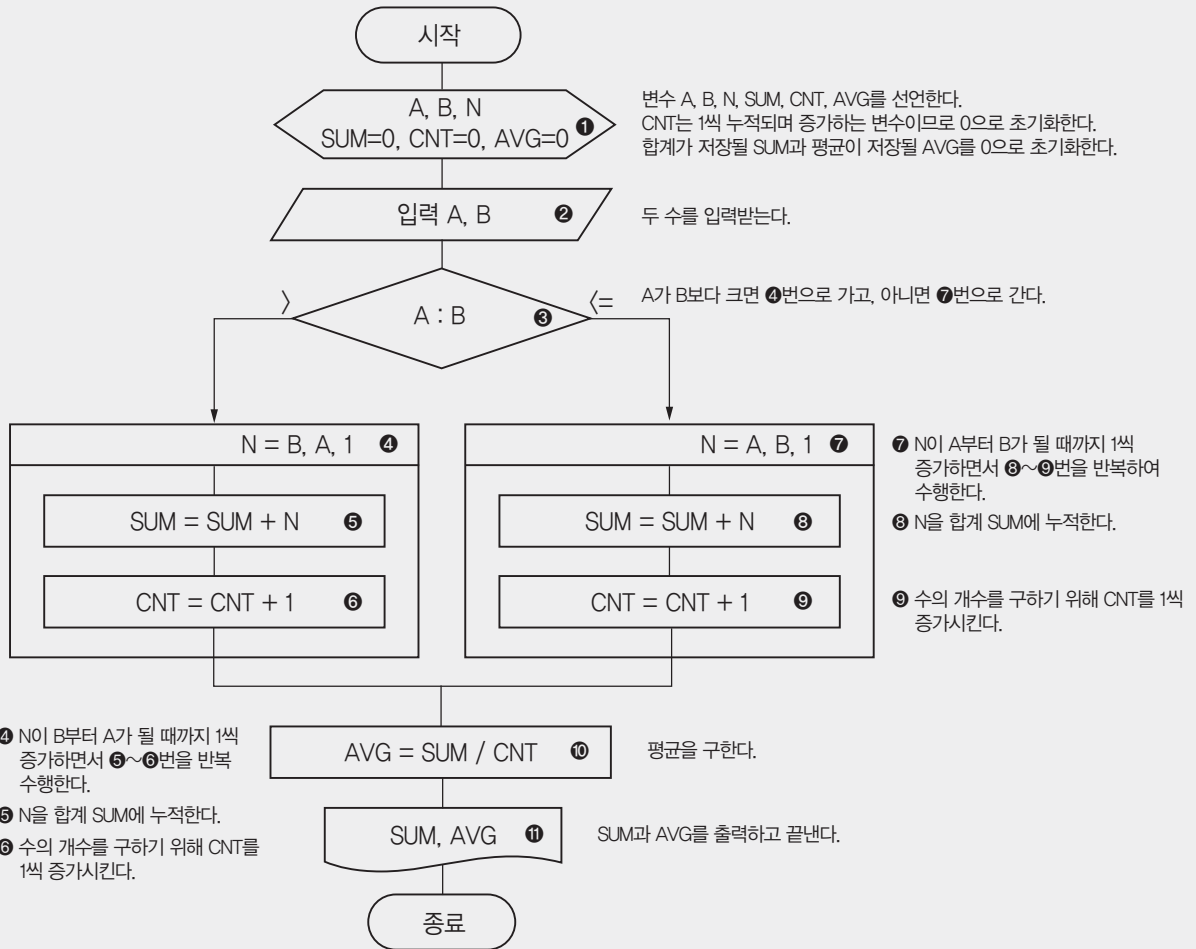 시작
A, B, N
SUM=0, CNT=0, AVG=0 ❶
변수 A, B, N, SUM, CNT, AVG를 선언한다.
CNT는 1씩 누적되며 증가하는 변수이므로 0으로 초기화한다.
합계가 저장될 SUM과 평균이 저장될 AVG를 0으로 초기화한다.
입력 A, B ❷
두 수를 입력받는다.
〉
A : B ❸
〈=
A가 B보다 크면 ❹번으로 가고, 아니면 ❼번으로 간다.
N = B, A, 1 ❹
SUM = SUM + N ❺
CNT = CNT + 1 ❻
N = A, B, 1 ❼
SUM = SUM + N ❽
CNT = CNT + 1 ❾
❼ N이 A부터 B가 될 때까지 1씩
증가하면서 ❽～❾번을 반복하여
수행한다.
❽ N을 합계 SUM에 누적한다.
❾ 수의 개수를 구하기 위해 CNT를 1씩
증가시킨다.
❹ N이 B부터 A가 될 때까지 1씩
증가하면서 ❺～❻번을 반복
수행한다.
❺ N을 합계 SUM에 누적한다.
❻ 수의 개수를 구하기 위해 CNT를
1씩 증가시킨다.
AVG = SUM / CNT ❿
평균을 구한다.
SUM, AVG ⓫
SUM과 AVG를 출력하고 끝낸다.
종료